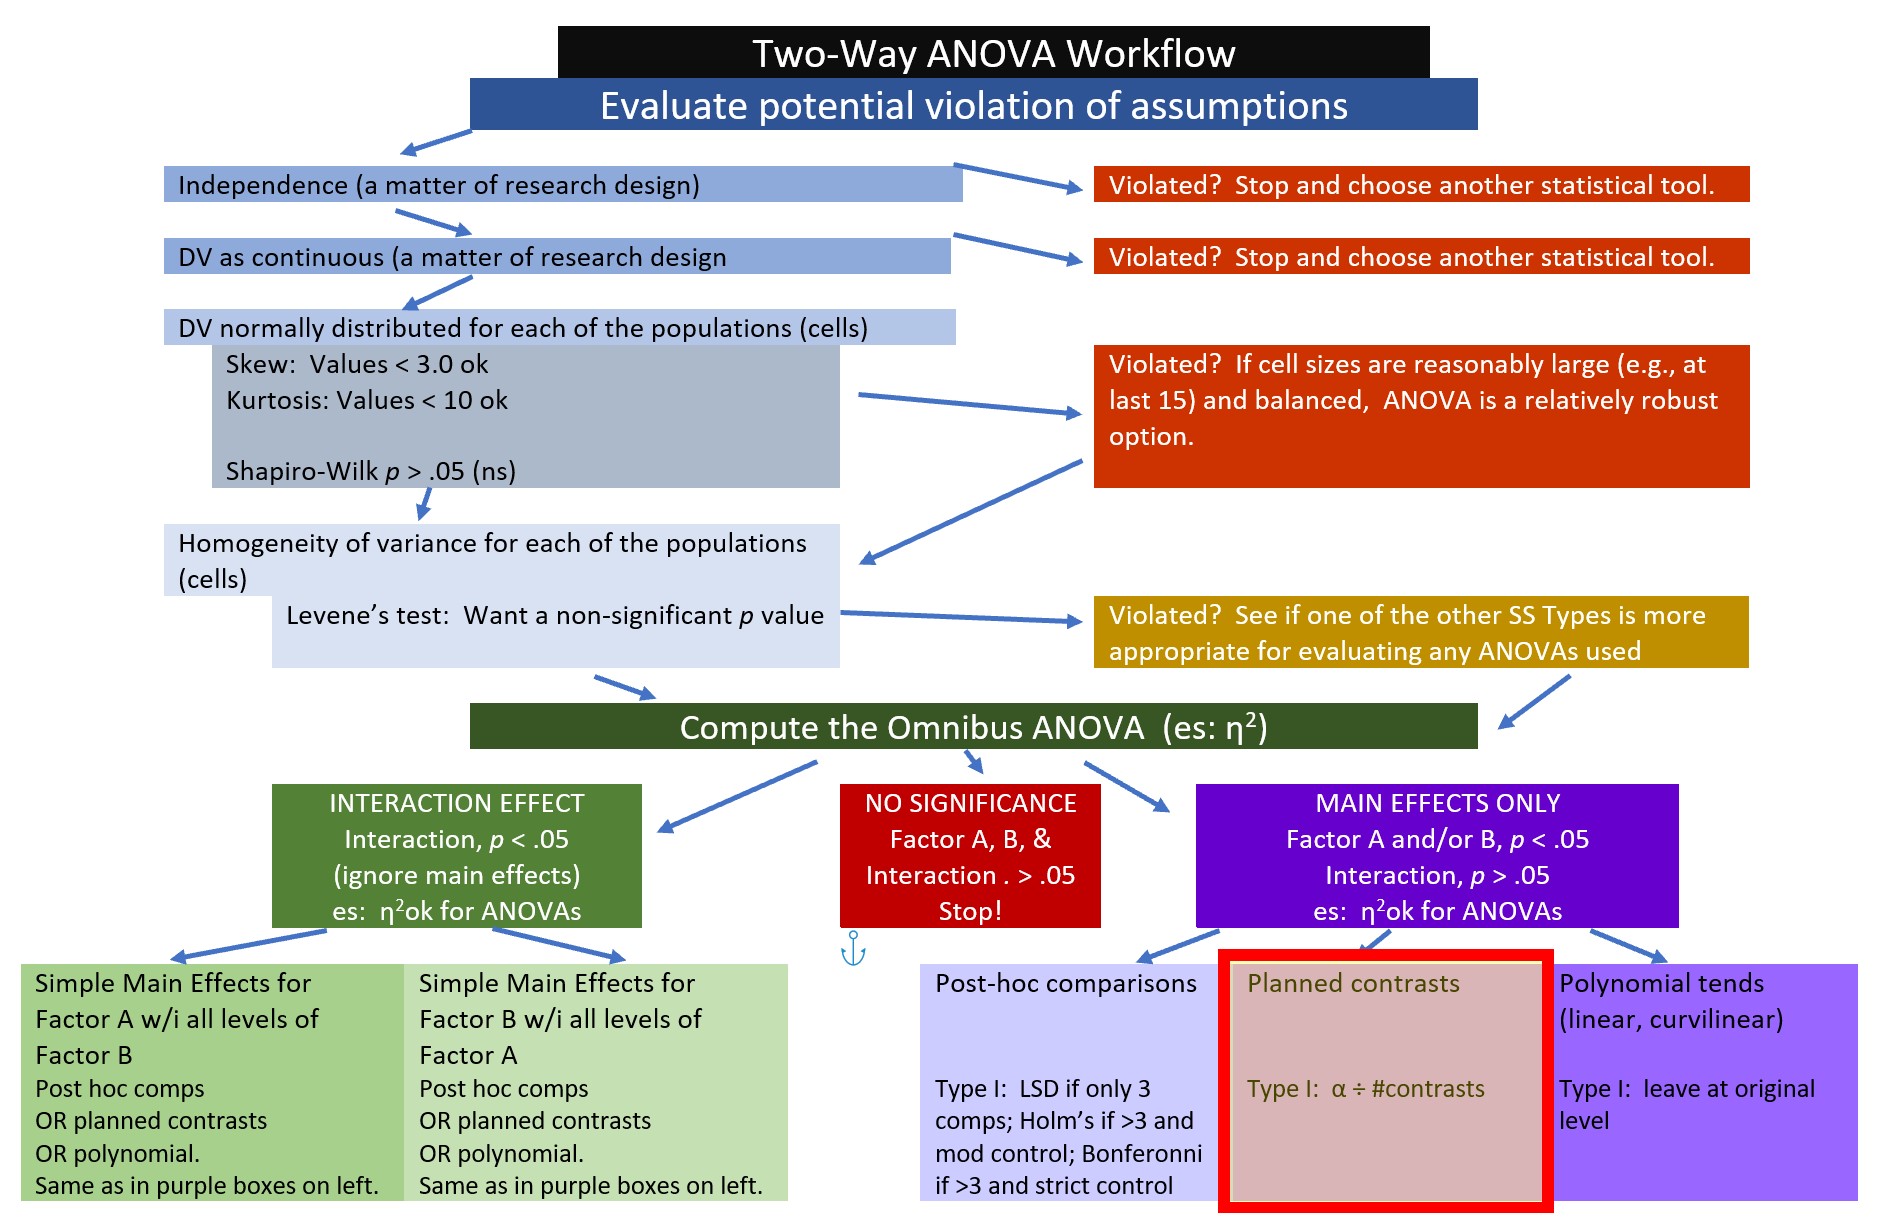 Two-Way ANOVA Workflow
Evaluate potential violation of assumptions
Independence (a matter of research design)
Violated?  Stop and choose another statistical tool.
DV as continuous (a matter of research design
Violated?  Stop and choose another statistical tool.
DV normally distributed for each of the populations (cells)
Skew:  Values < 3.0 ok
Kurtosis: Values < 10 ok
Shapiro-Wilk p > .05 (ns)
Violated?  If cell sizes are reasonably large (e.g., at
last 15) and balanced,  ANOVA is a relatively robust
option.
Homogeneity of variance for each of the populations
(cells)
Levene’s test:  Want a non-significant p value
Violated?  See if one of the other SS Types is more
appropriate for evaluating any ANOVAs used
Compute the Omnibus ANOVA  (es: η²)
INTERACTION EFFECT
Interaction, p < .05
(ignore main effects)
es:  η²ok for ANOVAs
NO SIGNIFICANCE
Factor A, B, &
Interaction . > .05
Stop!
MAIN EFFECTS ONLY
Factor A and/or B, p < .05
Interaction, p > .05
es:  η²ok for ANOVAs
Simple Main Effects for
Factor A w/i all levels of
Factor B
Post hoc comps
OR planned contrasts
OR polynomial.
Same as in purple boxes on left.
Simple Main Effects for
Factor B w/i all levels of
Factor A
Post hoc comps
OR planned contrasts
OR polynomial.
Same as in purple boxes on left.
Post-hoc comparisons
Type I:  LSD if only 3
comps; Holm’s if >3 and
mod control; Bonferonni
if >3 and strict control
Planned contrasts
Type I:  α ÷ #contrasts
Polynomial tends
(linear, curvilinear)
Type I:  leave at original
level